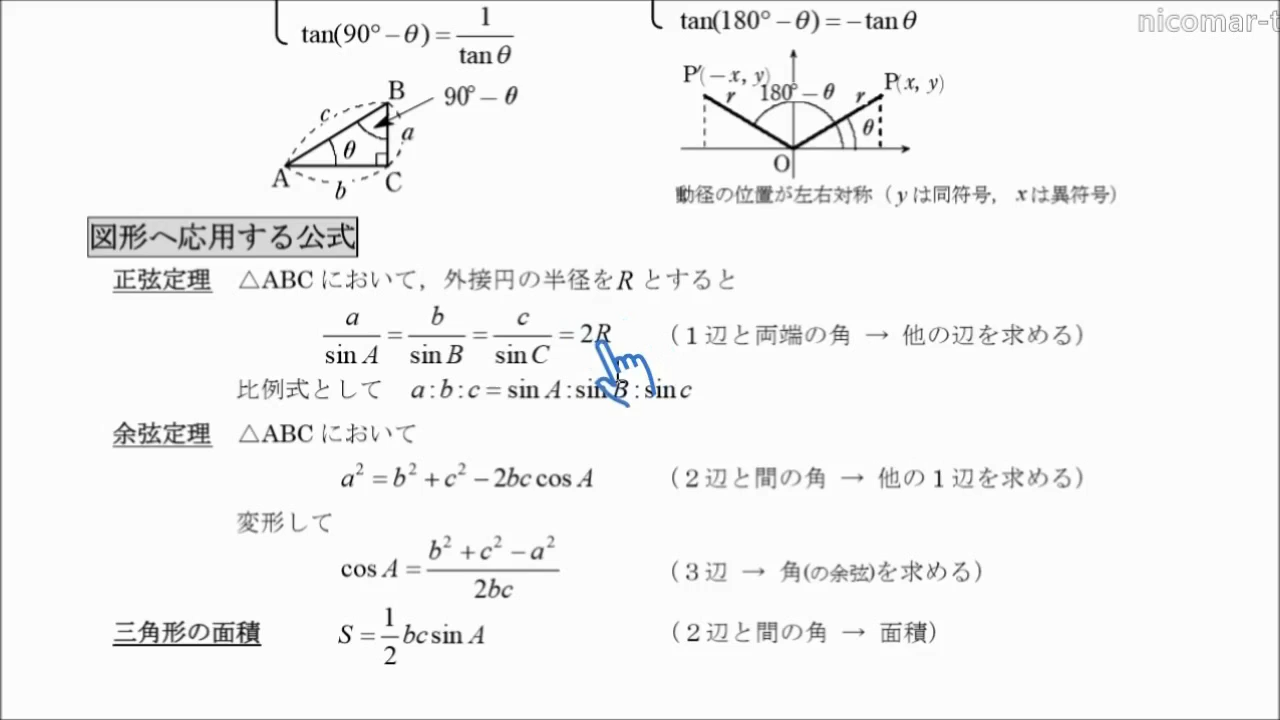 tan(90° − θ) = 1/tan θ
tan(180° − θ) = − tan θ
nicomar-t
B
90° − θ
c
a
θ
A
b
C
P'(−x, y)
r
180° − θ
r
P(x, y)
θ
O
動径の位置が左右対称（y は同符号， x は異符号）
図形へ応用する公式
正弦定理 △ABC において，外接円の半径を R とすると
a/sin A = b/sin B = c/sin C = 2R （１辺と両端の角 → 他の辺を求める）
比例式として a : b : c = sin A : sin B : sin c
余弦定理 △ABC において
a² = b² + c² − 2bc cos A （２辺と間の角 → 他の１辺を求める）
変形して
cos A = (b² + c² − a²)/2bc （３辺 → 角(の余弦)を求める）
三角形の面積 S = 1/2 bc sin A （２辺と間の角 → 面積）